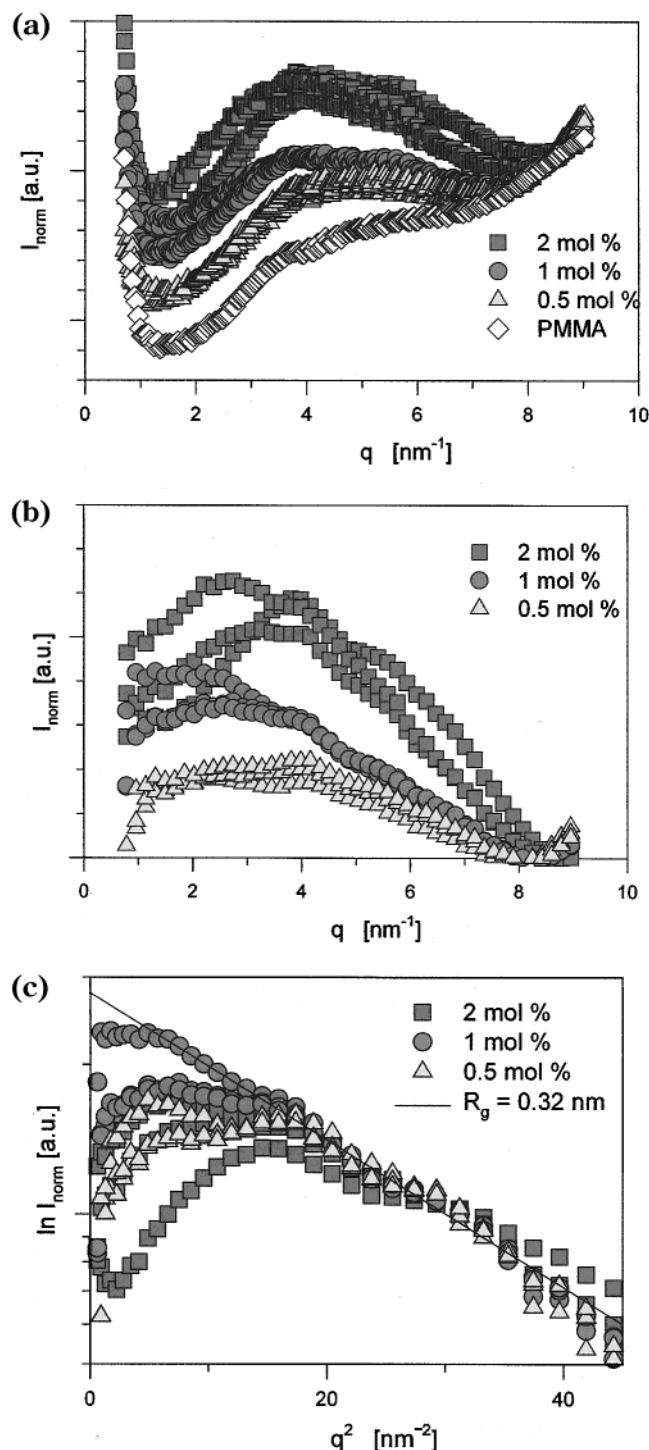 (a)
I_norm [a.u.]
2 mol %
1 mol %
0.5 mol %
PMMA
0 2 4 6 8 10
q [nm⁻¹]
(b)
I_norm [a.u.]
2 mol %
1 mol %
0.5 mol %
0 2 4 6 8 10
q [nm⁻¹]
(c)
ln I_norm [a.u.]
2 mol %
1 mol %
0.5 mol %
R_g = 0.32 nm
0 20 40
q² [nm⁻²]